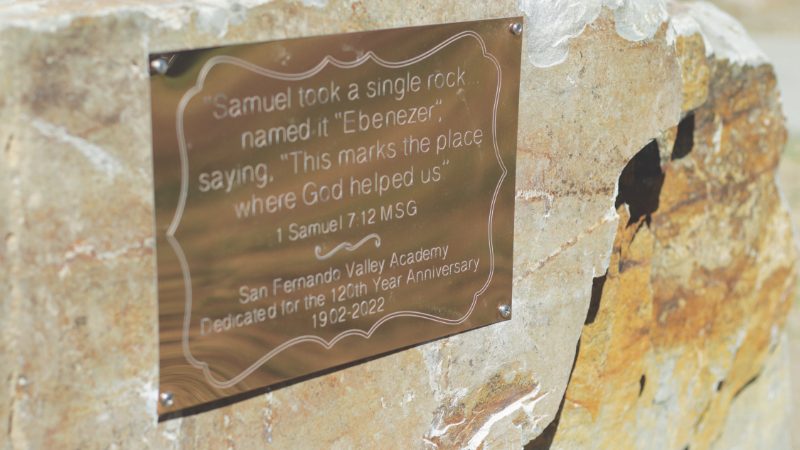 "Samuel took a single rock...
named it "Ebenezer",
saying, "This marks the place
where God helped us"
1 Samuel 7:12 MSG
San Fernando Valley Academy
Dedicated for the 120th Year Anniversary
1902-2022